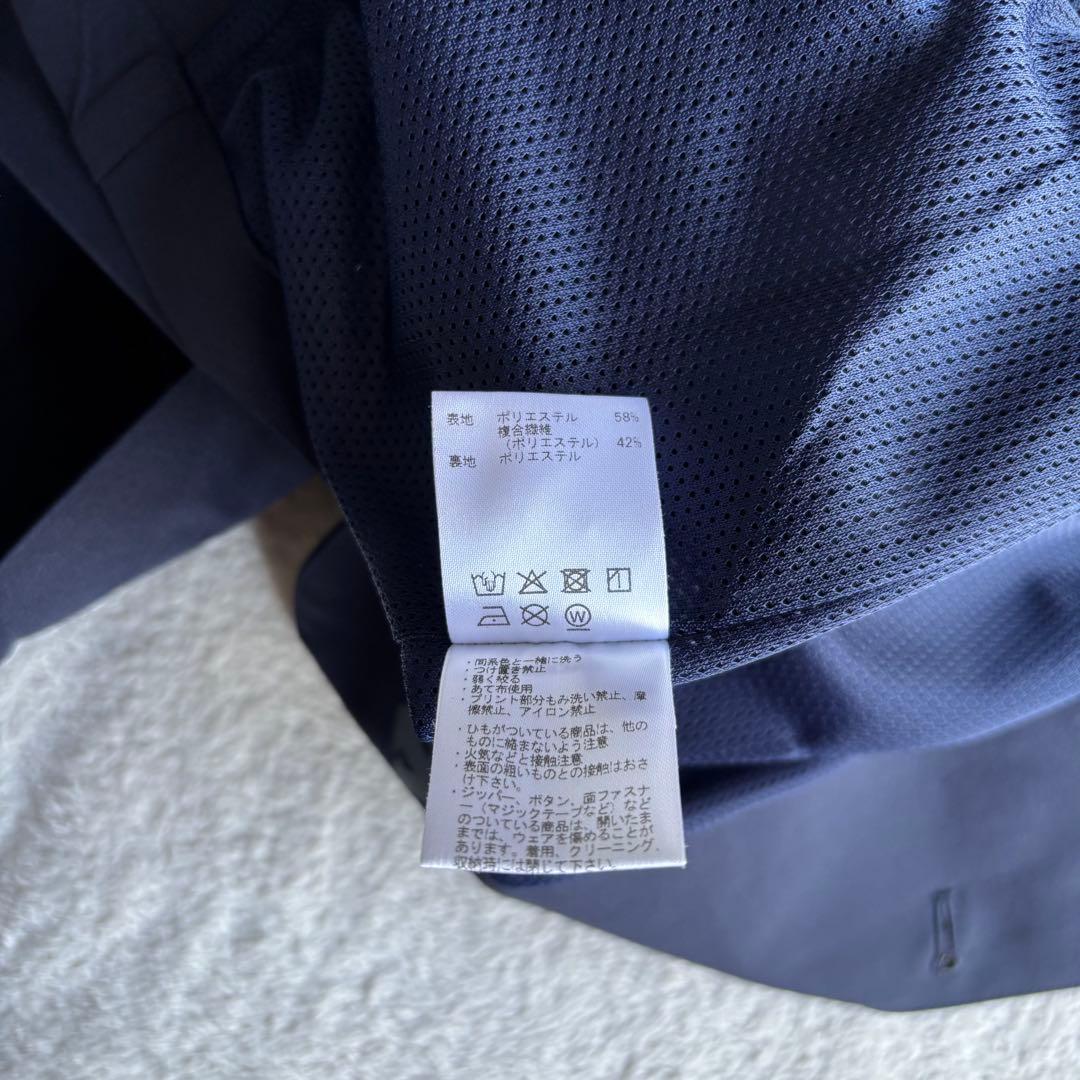 表地 ポリエステル 58%
複合繊維
(ポリエステル) 42%
裏地 ポリエステル
W
・同系色と一緒に洗う
・つけ置き禁止
・弱く絞る
・あて布使用
・プリント部分もみ洗い禁止、摩
擦禁止、アイロン禁止
・ひもがついている商品は、他の
ものに絡まないよう注意
・火気などと接触注意
・表面の粗いものとの接触はおさ
け下さい。
・ジッパー、ボタン、面ファスナ
ー(マジックテープなど)など
のついている商品は、開いたま
までは、ウェアを傷めることが
あります。着用、クリーニング、
収納時には閉じて下さい。